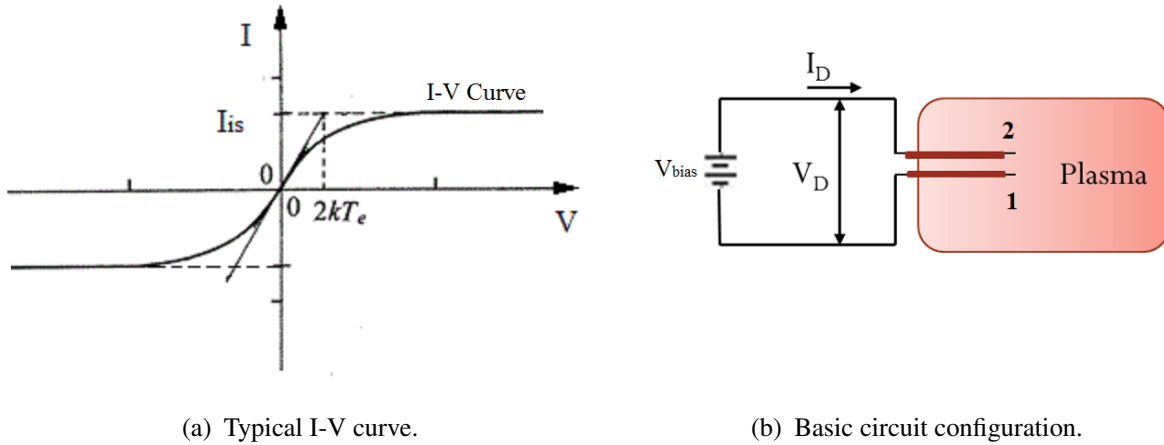 I
I-V Curve
Iis
0
0
2kTe
V
(a) Typical I-V curve.
ID
2
Vbias
VD
Plasma
1
(b) Basic circuit configuration.